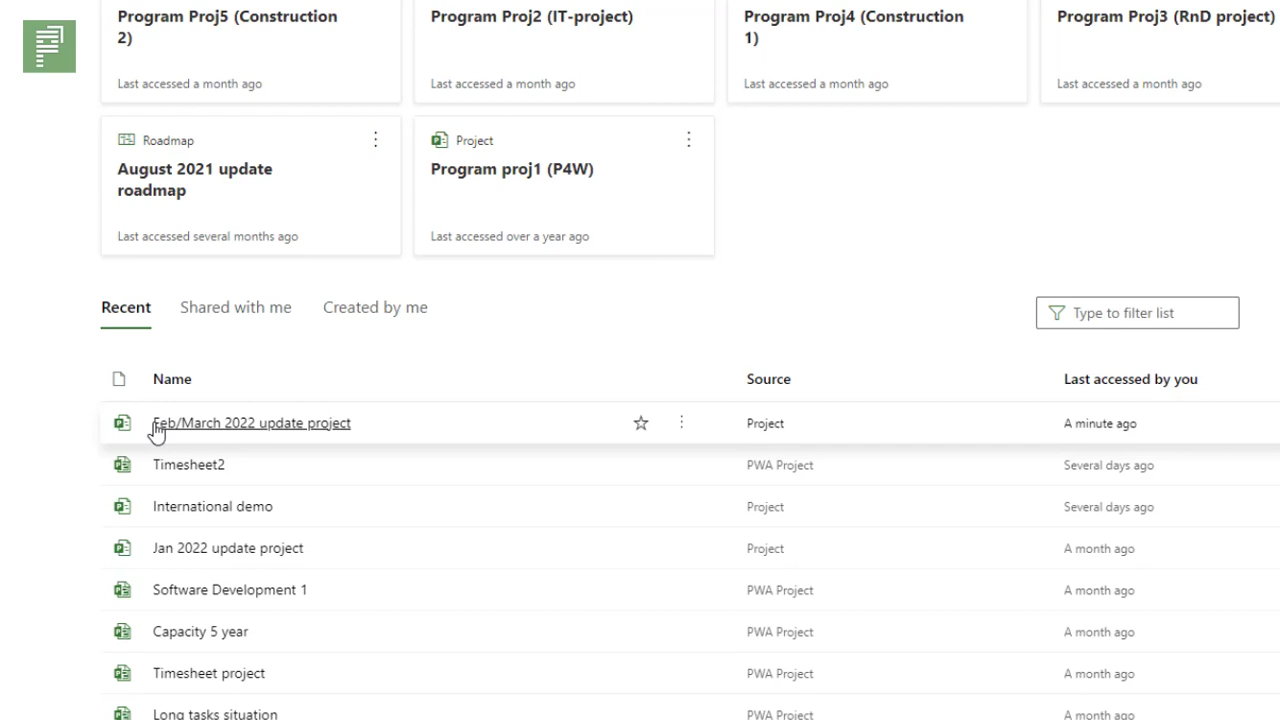 Program Proj5 (Construction 2)
Last accessed a month ago
Program Proj2 (IT-project)
Last accessed a month ago
Program Proj4 (Construction 1)
Last accessed a month ago
Program Proj3 (RnD project)
Last accessed a month ago
Roadmap
August 2021 update
roadmap
Last accessed several months ago
Project
Program proj1 (P4W)
Last accessed over a year ago
Recent Shared with me Created by me
Type to filter list
Name Source Last accessed by you
Feb/March 2022 update project Project A minute ago
Timesheet2 PWA Project Several days ago
International demo Project Several days ago
Jan 2022 update project Project A month ago
Software Development 1 PWA Project A month ago
Capacity 5 year PWA Project A month ago
Timesheet project PWA Project A month ago
Long tasks situation PWA Project A month ago